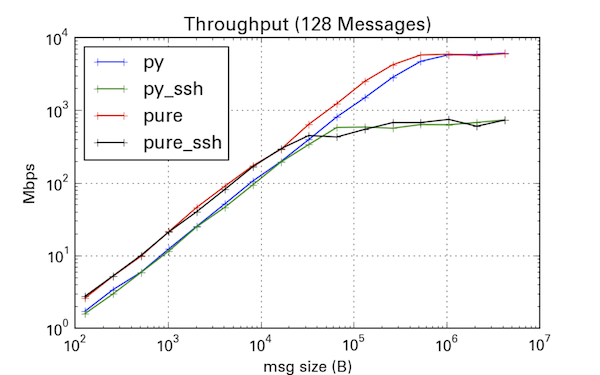 Throughput (128 Messages)
10^4
10^3
10^2
10^1
10^0
Mbps
py
py_ssh
pure
pure_ssh
10^2 10^3 10^4 10^5 10^6 10^7
msg size (B)